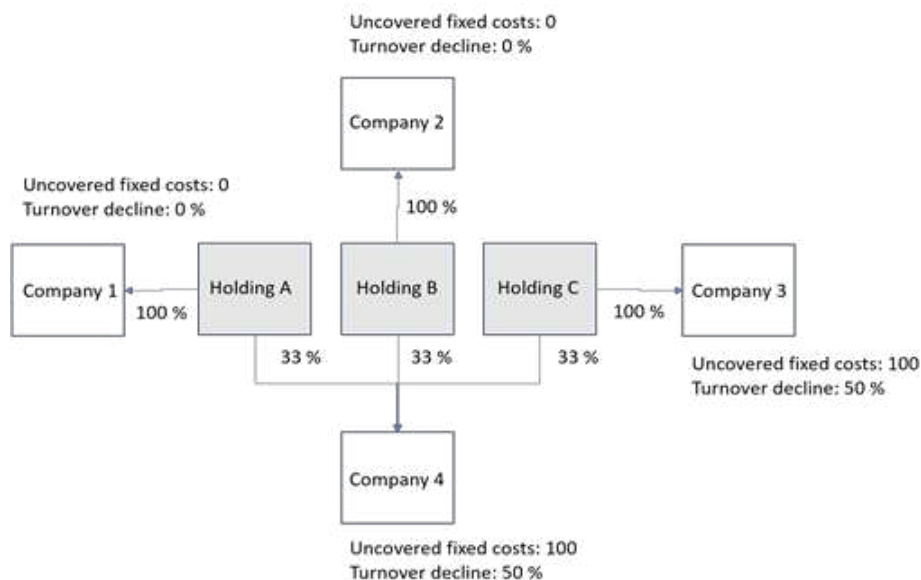 Uncovered fixed costs: 0
Turnover decline: 0 %
Company 2
Uncovered fixed costs: 0
Turnover decline: 0 %
100 %
Company 1
Holding A
Holding B
Holding C
Company 3
100 %
100 %
33 %
33 %
33 %
Uncovered fixed costs: 100
Turnover decline: 50 %
Company 4
Uncovered fixed costs: 100
Turnover decline: 50 %